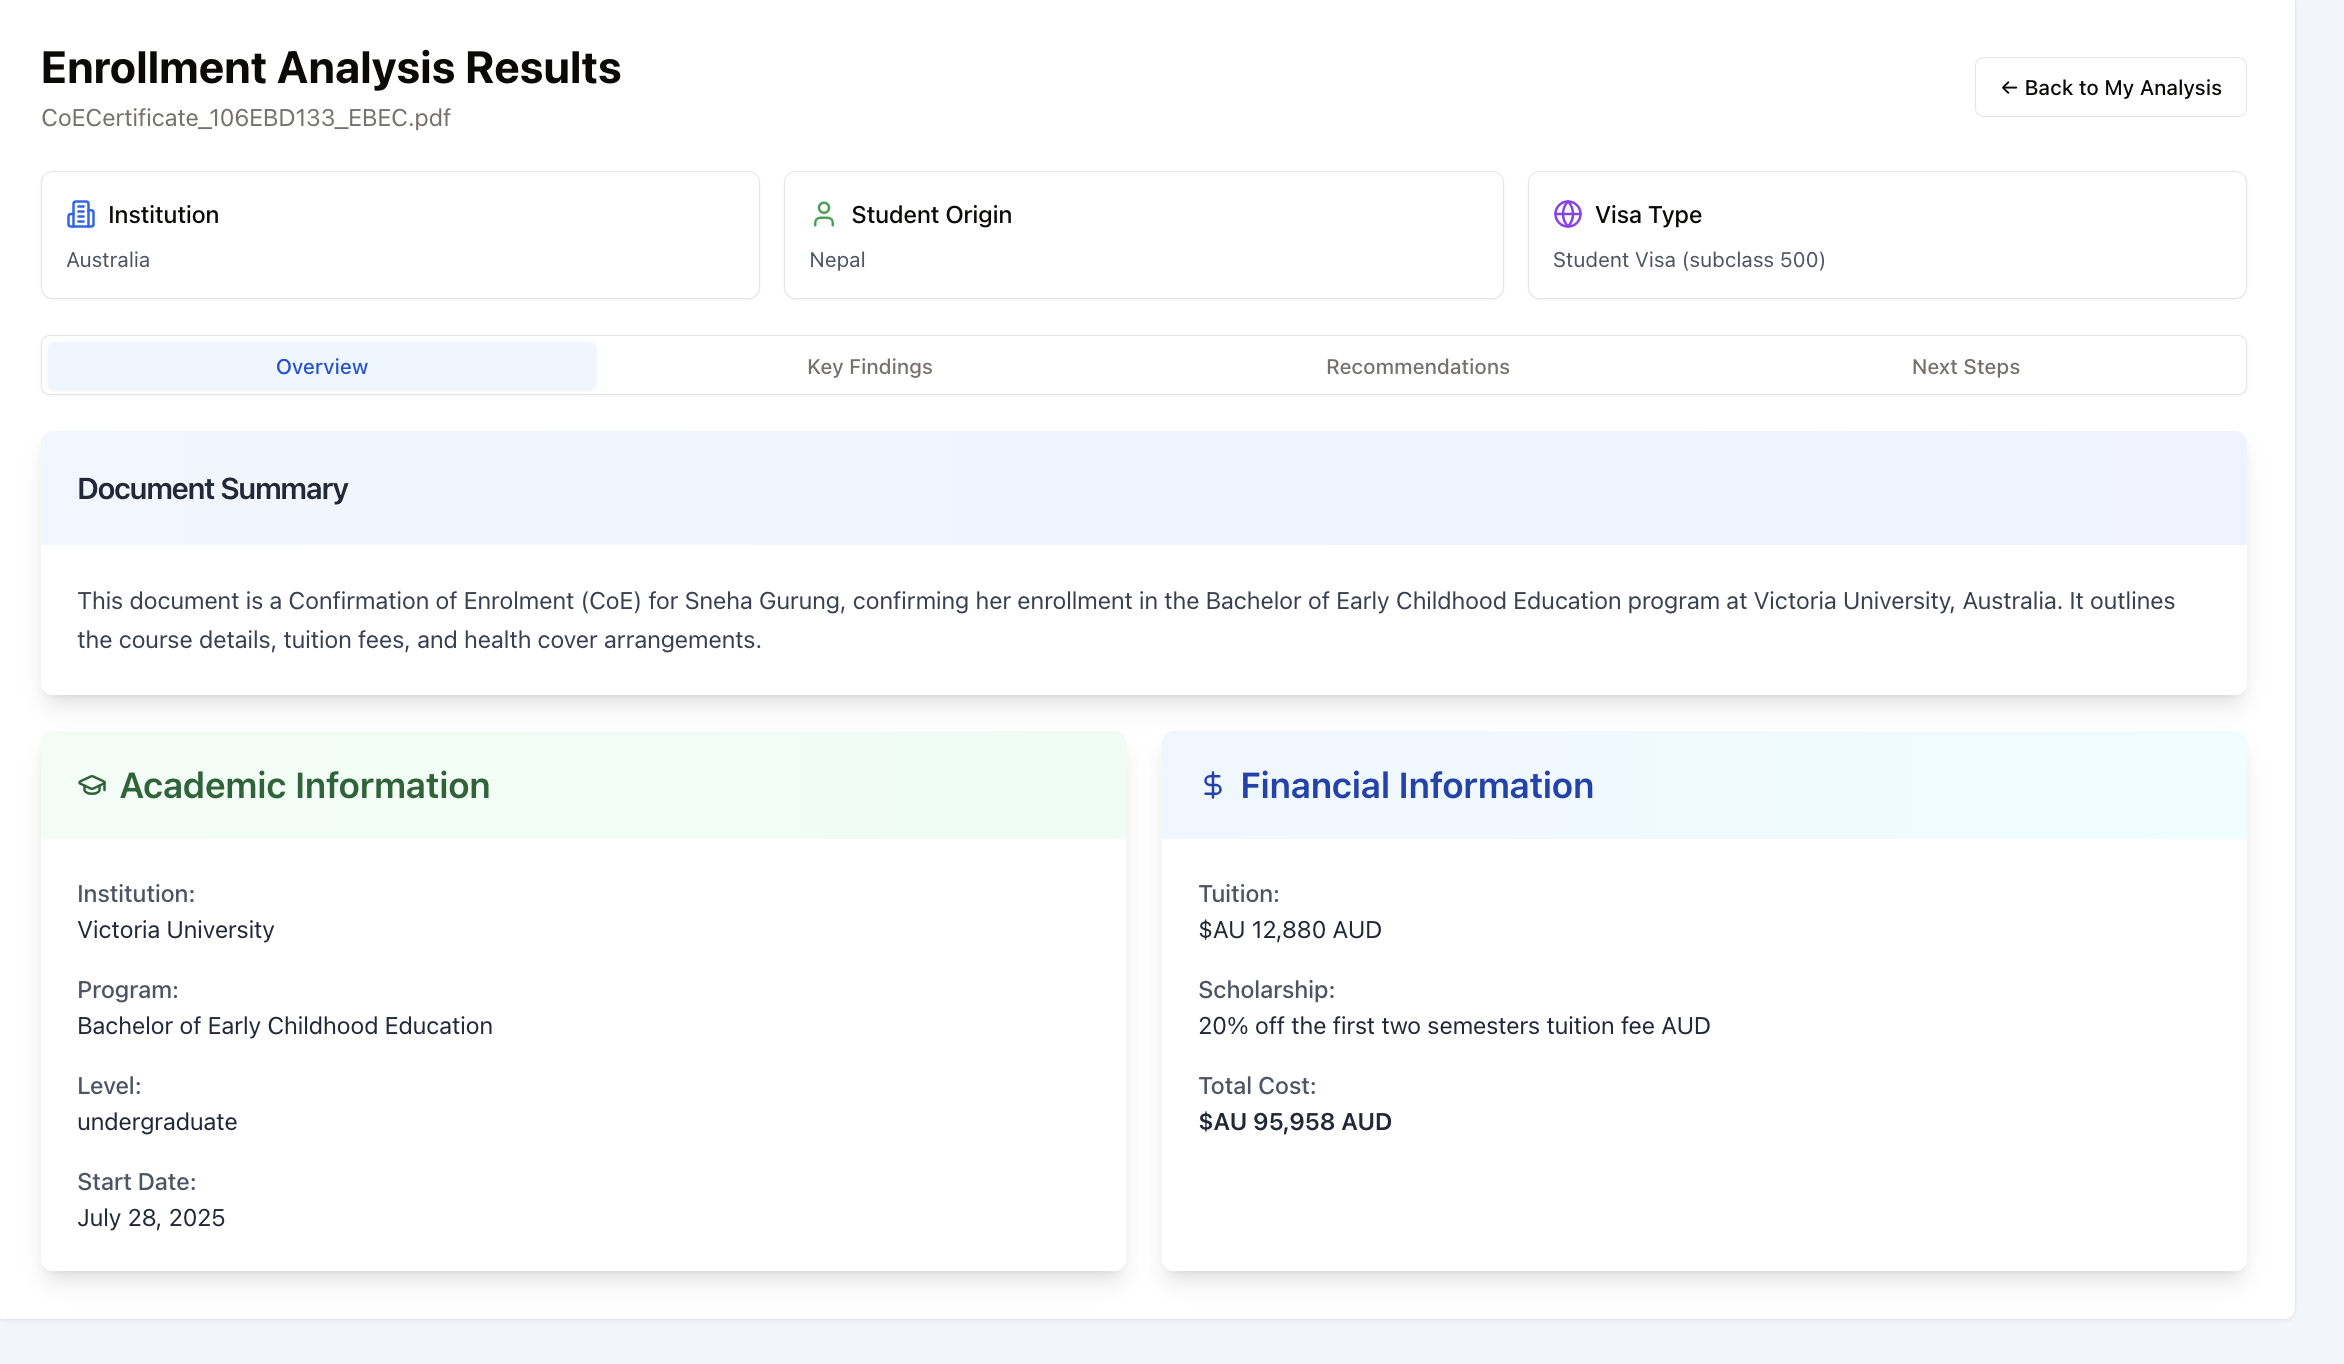 Enrollment Analysis Results
CoECertificate_106EBD133_EBEC.pdf
← Back to My Analysis
Institution
Australia
Student Origin
Nepal
Visa Type
Student Visa (subclass 500)
Overview
Key Findings
Recommendations
Next Steps
Document Summary
This document is a Confirmation of Enrolment (CoE) for Sneha Gurung, confirming her enrollment in the Bachelor of Early Childhood Education program at Victoria University, Australia. It outlines
the course details, tuition fees, and health cover arrangements.
Academic Information
Institution:
Victoria University
Program:
Bachelor of Early Childhood Education
Level:
undergraduate
Start Date:
July 28, 2025
$ Financial Information
Tuition:
$AU 12,880 AUD
Scholarship:
20% off the first two semesters tuition fee AUD
Total Cost:
$AU 95,958 AUD